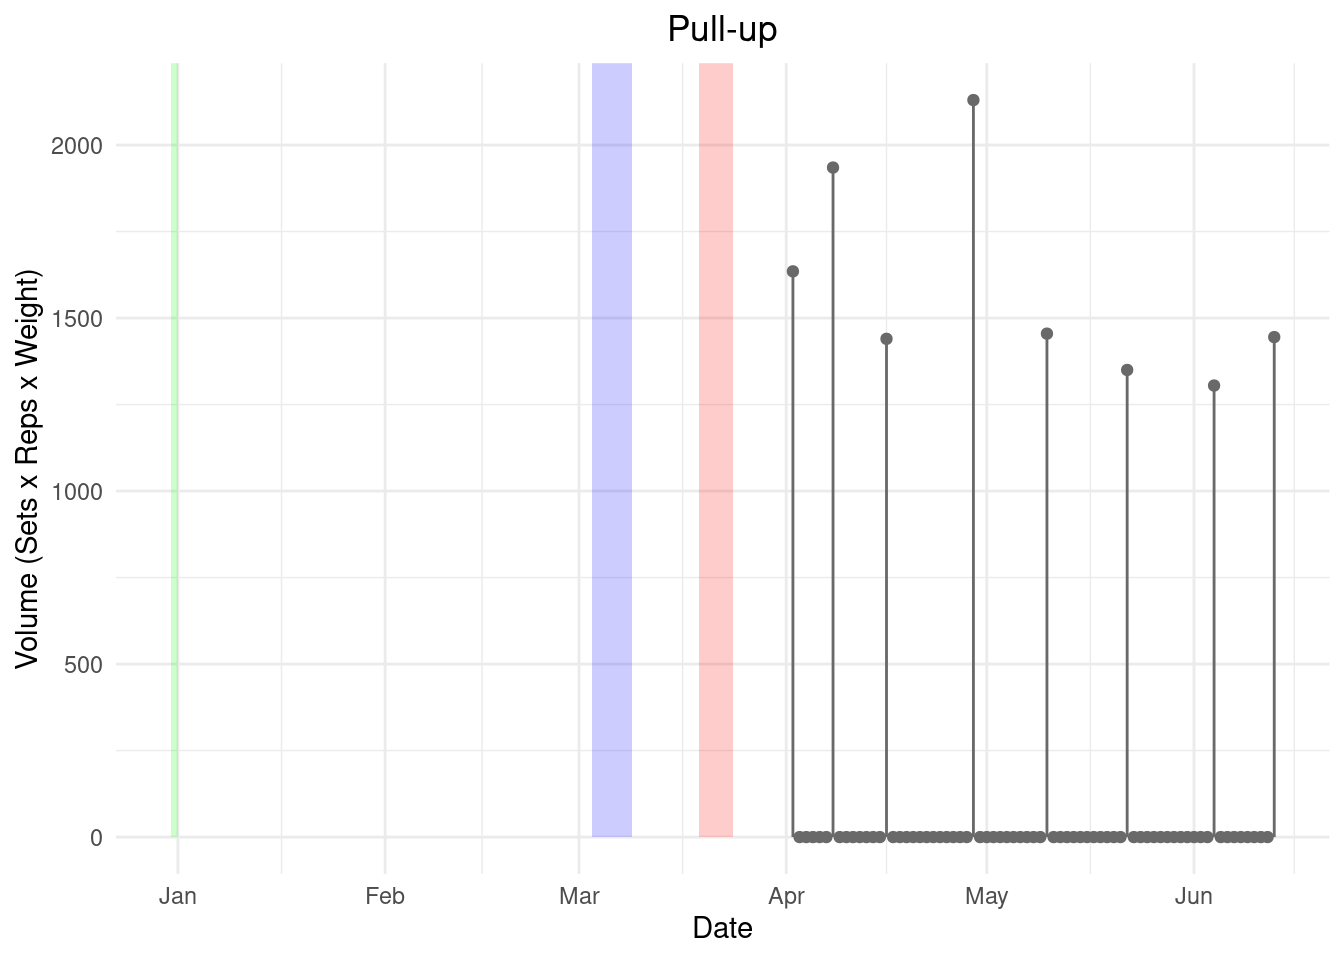 Pull-up
Volume (Sets x Reps x Weight)
2000
1500
1000
500
0
Jan Feb Mar Apr May Jun
Date